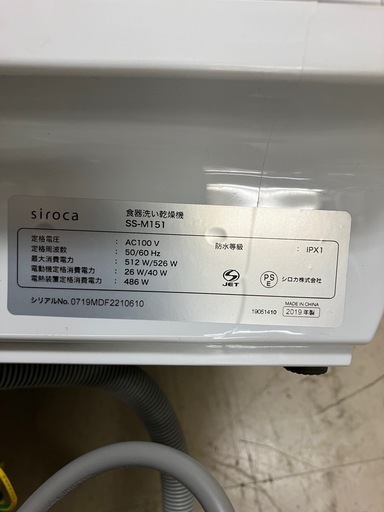 siroca
食器洗い乾燥機
SS-M151
定格電圧 : AC100 V
防水等級 : IPX1
定格周波数 : 50/60 Hz
最大消費電力 : 512 W/526 W
電動機定格消費電力 : 26 W/40 W
電熱装置定格消費電力 : 486 W
S JET
PS E
シロカ株式会社
シリアルNo. 0719MDF2210610
MADE IN CHINA
19051410
2019 年製